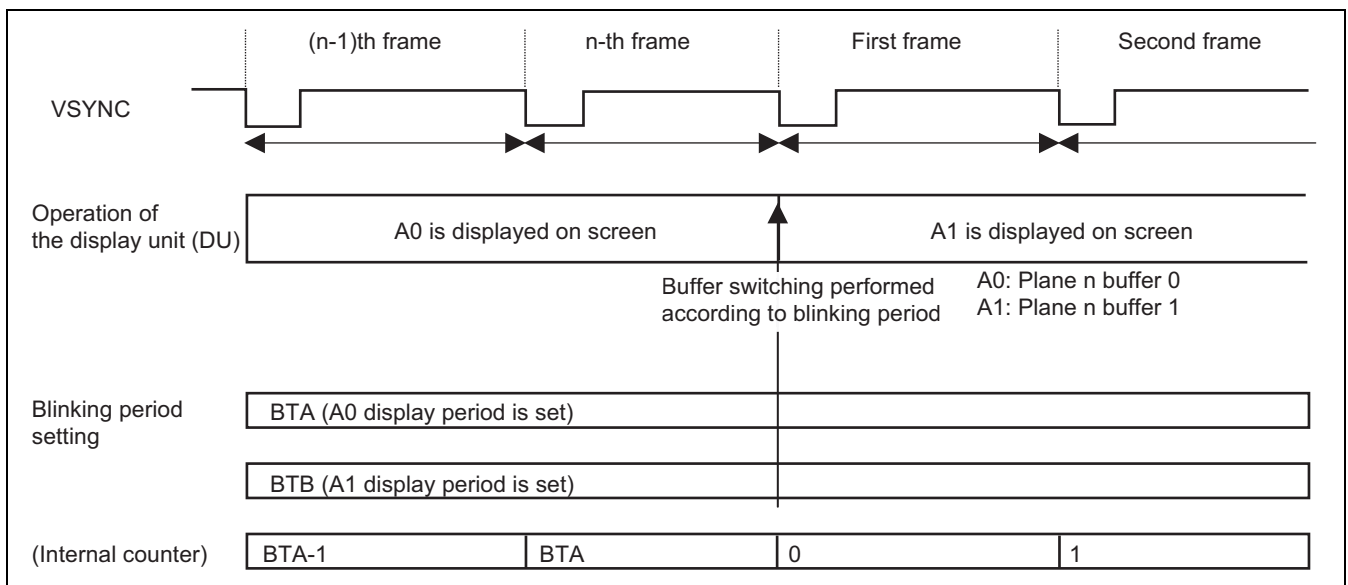 (n-1)th frame n-th frame First frame Second frame
VSYNC
Operation of
the display unit (DU)
A0 is displayed on screen A1 is displayed on screen
Buffer switching performed
according to blinking period
A0: Plane n buffer 0
A1: Plane n buffer 1
Blinking period
setting
BTA (A0 display period is set)
BTB (A1 display period is set)
(Internal counter) BTA-1 BTA 0 1